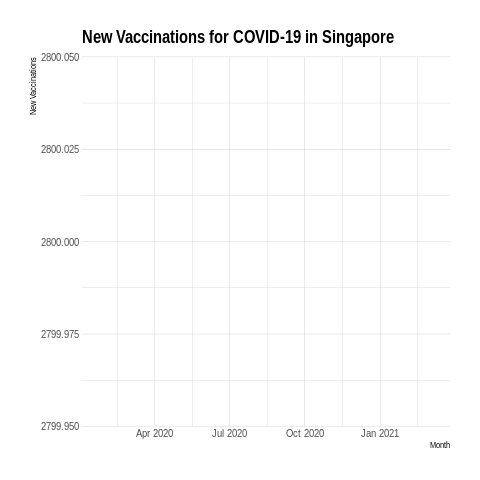 New Vaccinations for COVID-19 in Singapore
New Vaccinations
2800.050
2800.025
2800.000
2799.975
2799.950
Apr 2020
Jul 2020
Oct 2020
Jan 2021
Month